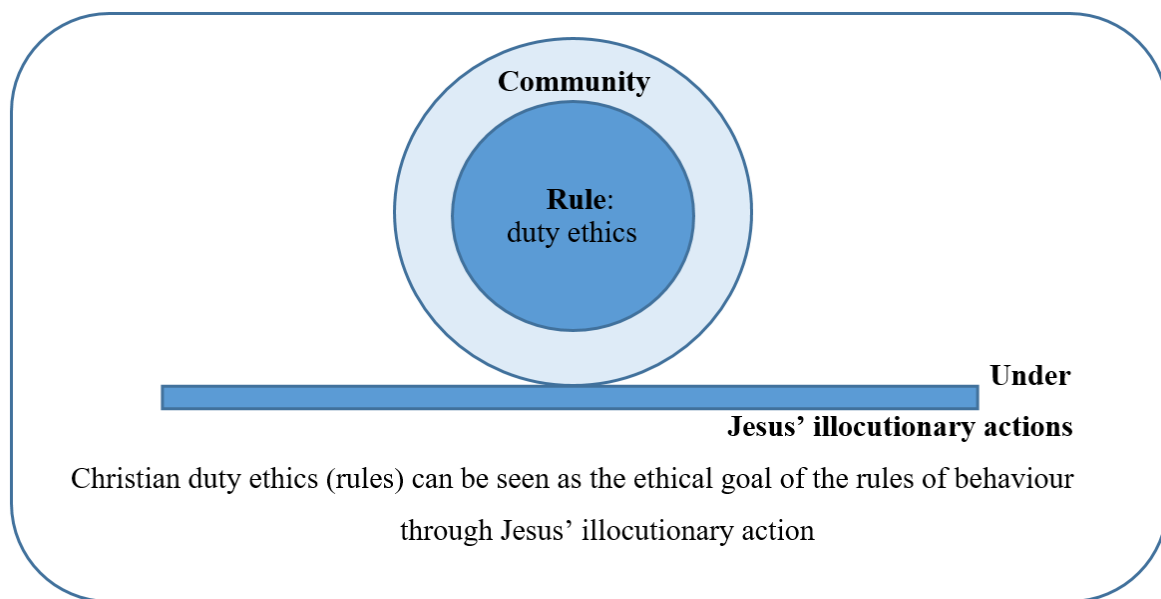 Community
Rule:
duty ethics
Under
Jesus’ illocutionary actions
Christian duty ethics (rules) can be seen as the ethical goal of the rules of behaviour
through Jesus’ illocutionary action